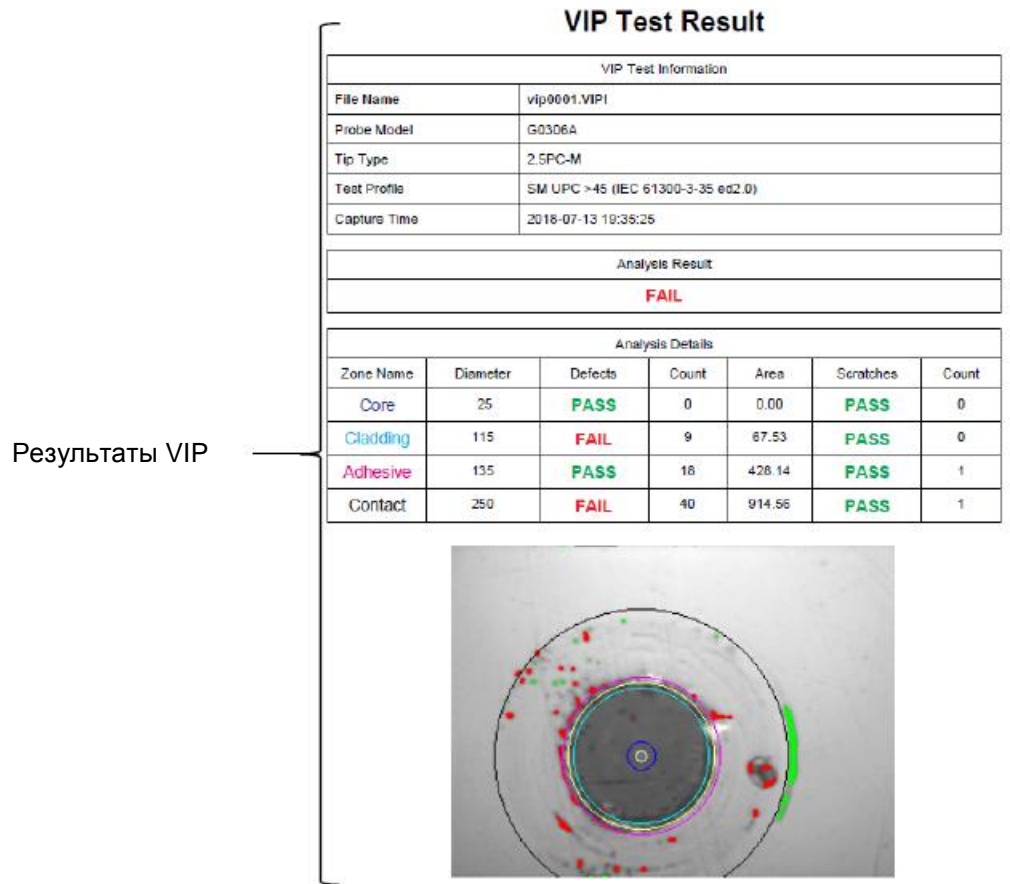 VIP Test Result
VIP Test Information
File Name vip0001.VIPI
Probe Model G0306A
Tip Type 2.5PC-M
Test Profile SM UPC >45 (IEC 61300-3-35 ed2.0)
Capture Time 2018-07-13 19:35:25
Analysis Result
FAIL
Analysis Details
Zone Name Diameter Defects Count Area Scratches Count
Core 25 PASS 0 0.00 PASS 0
Cladding 115 FAIL 9 67.53 PASS 0
Adhesive 135 PASS 18 428.14 PASS 1
Contact 250 FAIL 40 914.56 PASS 1
Результаты VIP